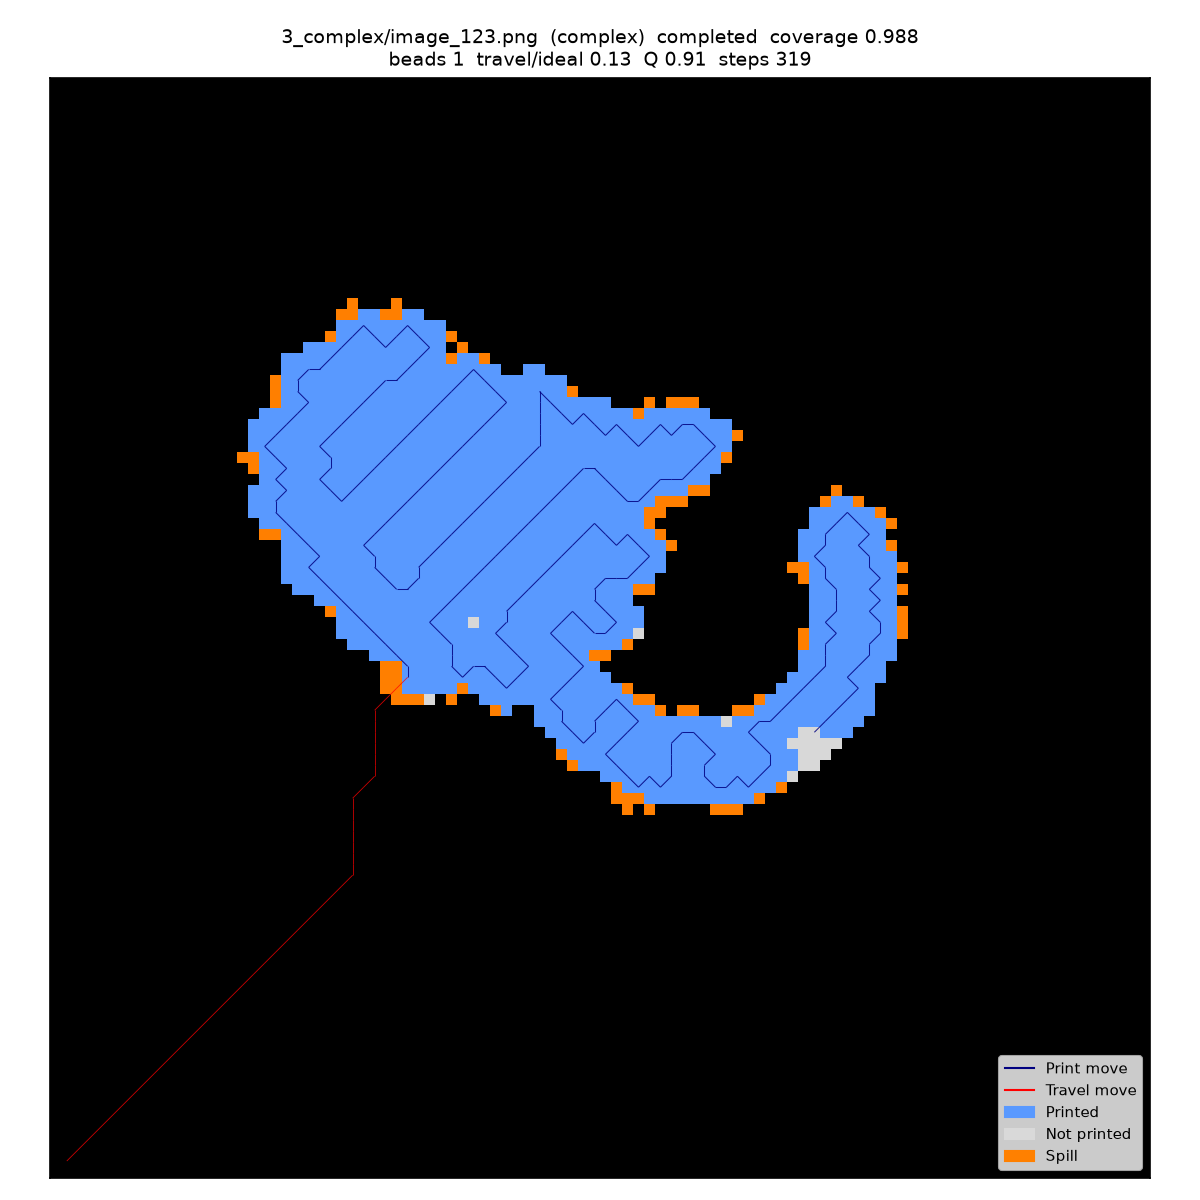 3_complex/image_123.png  (complex)  completed  coverage 0.988
beads 1  travel/ideal 0.13  Q 0.91  steps 319
Print move
Travel move
Printed
Not printed
Spill